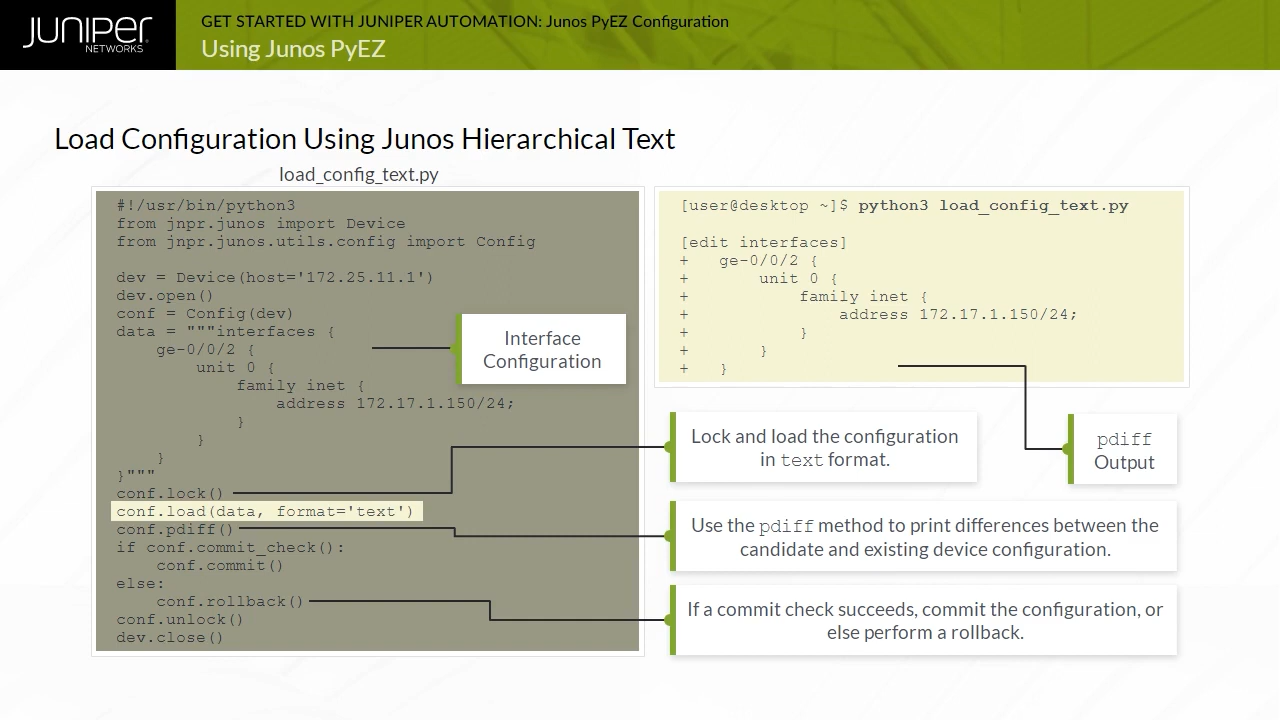 JUNIPER
NETWORKS
GET STARTED WITH JUNIPER AUTOMATION: Junos PyEZ Configuration
Using Junos PyEZ
Load Configuration Using Junos Hierarchical Text
load_config_text.py
#!/usr/bin/python3
from jnpr.junos import Device
from jnpr.junos.utils.config import Config
dev = Device(host='172.25.11.1')
dev.open()
conf = Config(dev)
data = """interfaces {
    ge-0/0/2 {
        unit 0 {
            family inet {
                address 172.17.1.150/24;
            }
        }
    }
}"""
conf.lock()
conf.load(data, format='text')
conf.pdiff()
if conf.commit_check():
    conf.commit()
else:
    conf.rollback()
conf.unlock()
dev.close()
Interface
Configuration
[user@desktop ~]$ python3 load_config_text.py
[edit interfaces]
+   ge-0/0/2 {
+       unit 0 {
+           family inet {
+               address 172.17.1.150/24;
+           }
+       }
+   }
pdiff
Output
Lock and load the configuration
in text format.
Use the pdiff method to print differences between the
candidate and existing device configuration.
If a commit check succeeds, commit the configuration, or
else perform a rollback.